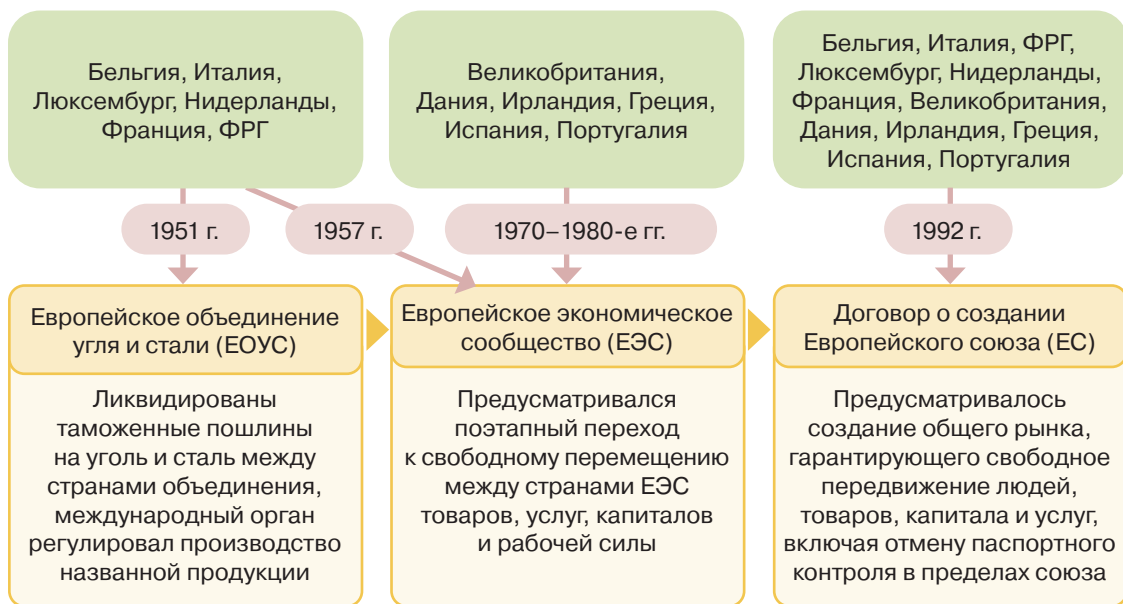 Бельгия, Италия,
Люксембург, Нидерланды,
Франция, ФРГ
Великобритания,
Дания, Ирландия, Греция,
Испания, Португалия
Бельгия, Италия, ФРГ,
Люксембург, Нидерланды,
Франция, Великобритания,
Дания, Ирландия, Греция,
Испания, Португалия
1951 г.
1957 г.
1970–1980-е гг.
1992 г.
Европейское объединение
угля и стали (ЕОУС)
Ликвидированы
таможенные пошлины
на уголь и сталь между
странами объединения,
международный орган
регулировал производство
названной продукции
Европейское экономическое
сообщество (ЕЭС)
Предусматривался
поэтапный переход
к свободному перемещению
между странами ЕЭС
товаров, услуг, капиталов
и рабочей силы
Договор о создании
Европейского союза (ЕС)
Предусматривалось
создание общего рынка,
гарантирующего свободное
передвижение людей,
товаров, капитала и услуг,
включая отмену паспортного
контроля в пределах союза